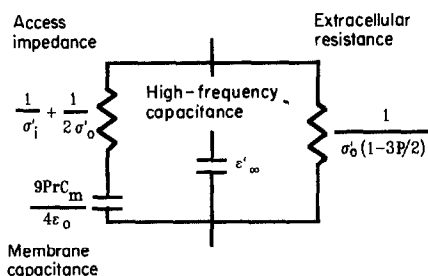 Access
impedance
Extracellular
resistance
High-frequency
capacitance
1/σ'i + 1/2σ'o
ε'∞
1/σ'o(1-3P/2)
9PrCm/4εo
Membrane
capacitance